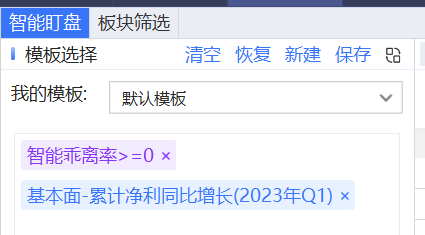 智能盯盘 板块筛选
模板选择 清空 恢复 新建 保存
我的模板: 默认模板
智能乖离率>=0 ×
基本面-累计净利同比增长(2023年Q1) ×